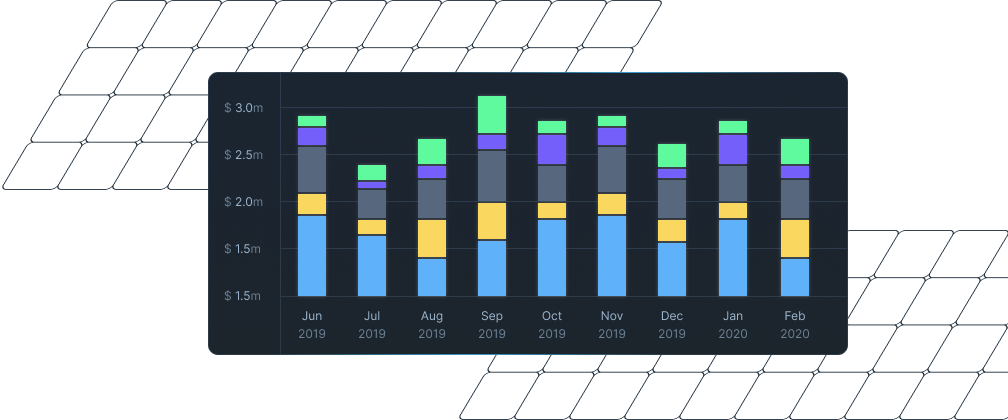 $ 3.0m
$ 2.5m
$ 2.0m
$ 1.5m
$ 1.5m
Jun Jul Aug Sep Oct Nov Dec Jan Feb
2019 2019 2019 2019 2019 2019 2019 2020 2020